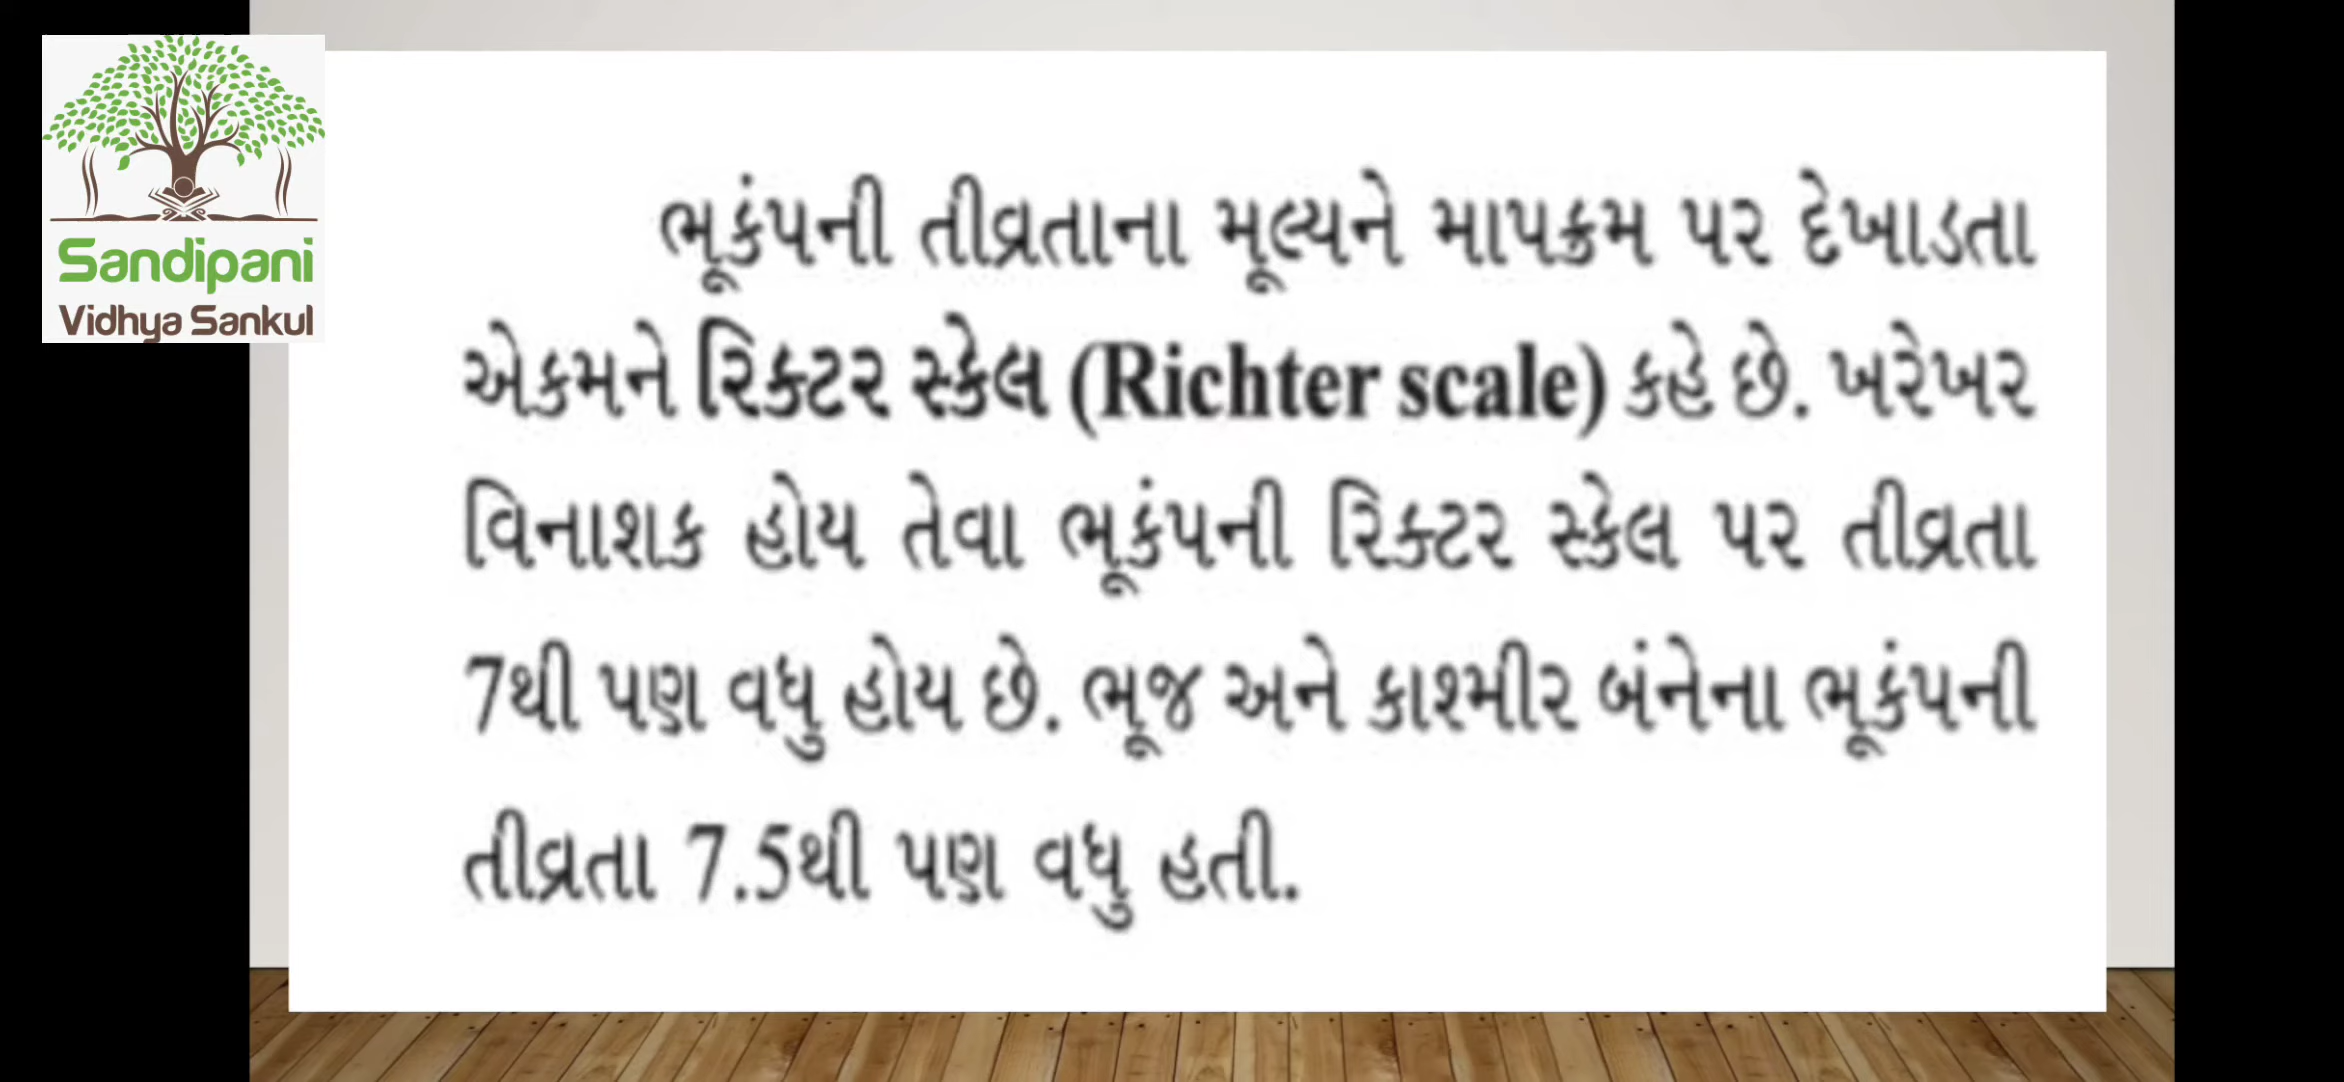 Sandipani
Vidhya Sankul
ભૂકંપની તીવ્રતાના મૂલ્યને માપક્રમ પર દેખાડતા
એકમને રિક્ટર સ્કેલ (Richter scale) કહે છે. ખરેખર
વિનાશક હોય તેવા ભૂકંપની રિક્ટર સ્કેલ પર તીવ્રતા
7થી પણ વધુ હોય છે. ભૂજ અને કાશ્મીર બંનેના ભૂકંપની
તીવ્રતા 7.5થી પણ વધુ હતી.